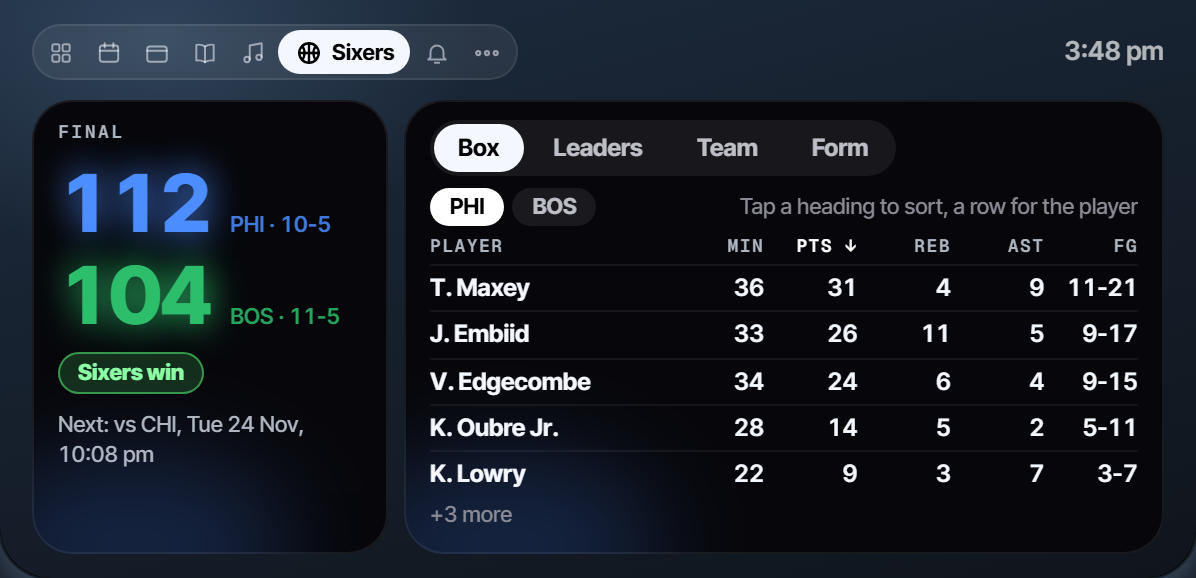 Sixers
3:48 pm
FINAL
112 PHI · 10-5
104 BOS · 11-5
Sixers win
Next: vs CHI, Tue 24 Nov,
10:08 pm
Box Leaders Team Form
PHI BOS Tap a heading to sort, a row for the player
PLAYER MIN PTS ↓ REB AST FG
T. Maxey 36 31 4 9 11-21
J. Embiid 33 26 11 5 9-17
V. Edgecombe 34 24 6 4 9-15
K. Oubre Jr. 28 14 5 2 5-11
K. Lowry 22 9 3 7 3-7
+3 more